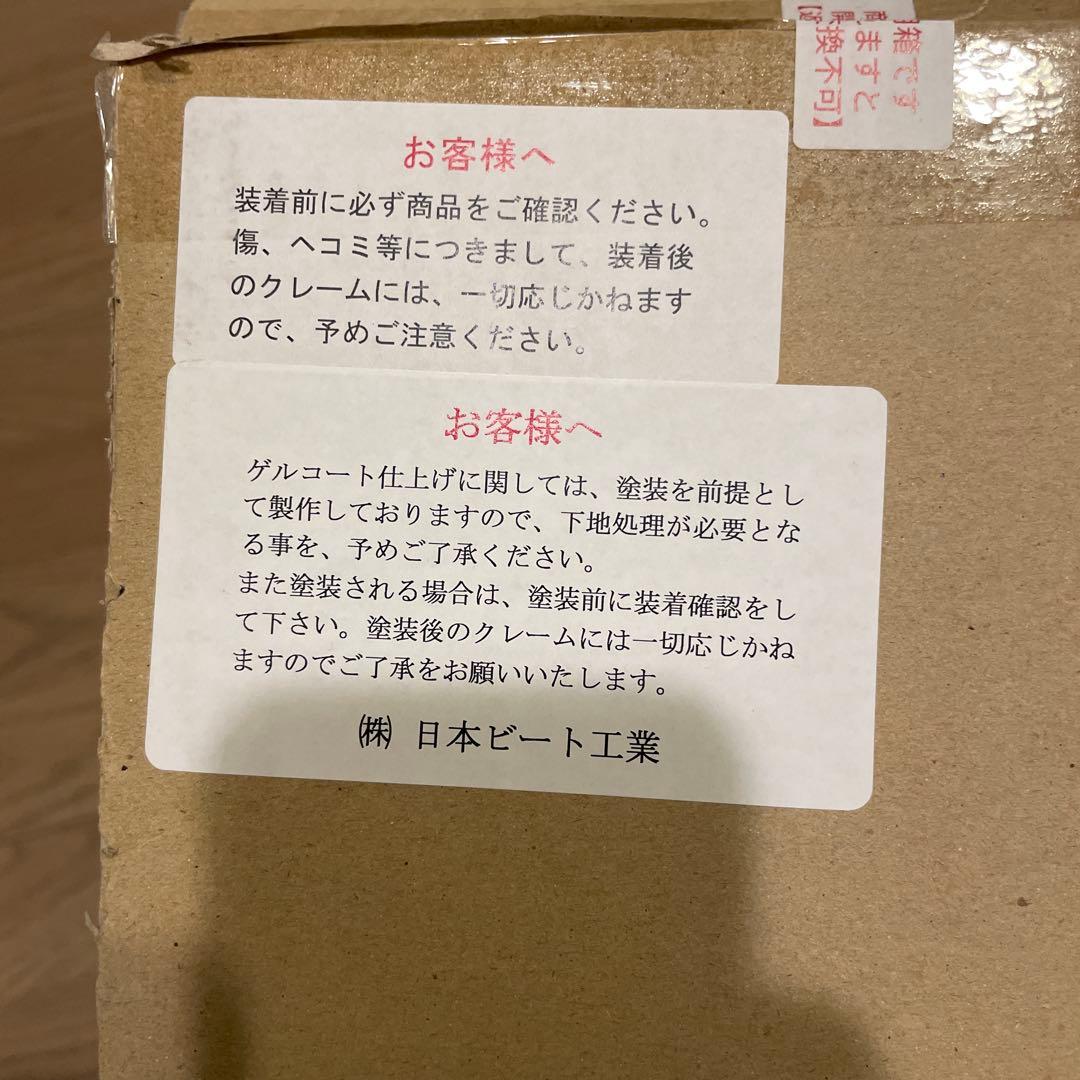 箱です
ますと
換不可】
お客様へ
装着前に必ず商品をご確認ください。
傷、ヘコミ等につきまして、装着後
のクレームには、一切応じかねます
ので、予めご注意ください。
お客様へ
ゲルコート仕上げに関しては、塗装を前提とし
て製作しておりますので、下地処理が必要とな
る事を、予めご了承ください。
また塗装される場合は、塗装前に装着確認をし
て下さい。塗装後のクレームには一切応じかね
ますのでご了承をお願いいたします。
㈱ 日本ビート工業